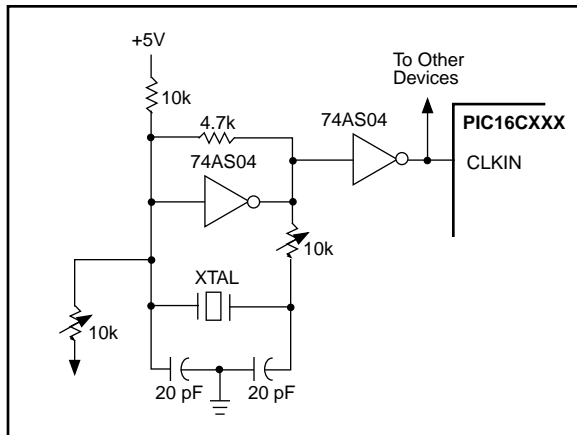 +5V
10k
4.7k
74AS04
74AS04
To Other
Devices
PIC16CXXX
CLKIN
10k
XTAL
10k
20 pF
20 pF